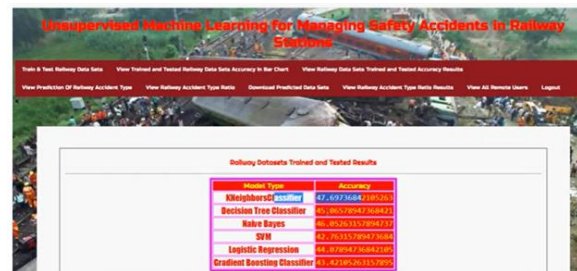 Unsupervised Machine Learning for Managing Safety Accidents in Railway
Stations
Train & Test Railway Data Sets View Trained and Tested Railway Data Sets Accuracy in Bar Chart View Railway Data Sets Trained and Tested Accuracy Results
View Prediction Of Railway Accident Type View Railway Accident Type Ratio Download Predicted Data Sets View Railway Accident Type Ratio Results View All Remote Users Logout
Railway Datasets Trained and Tested Results
Model Type Accuracy
KNeighborsClassifier 47.69736842105263
Decision Tree Classifier 45.06578947368421
Naive Bayes 46.05263157894737
SVM 42.76315789473684
Logistic Regression 44.07894736842105
Gradient Boosting Classifier 43.42105263157895